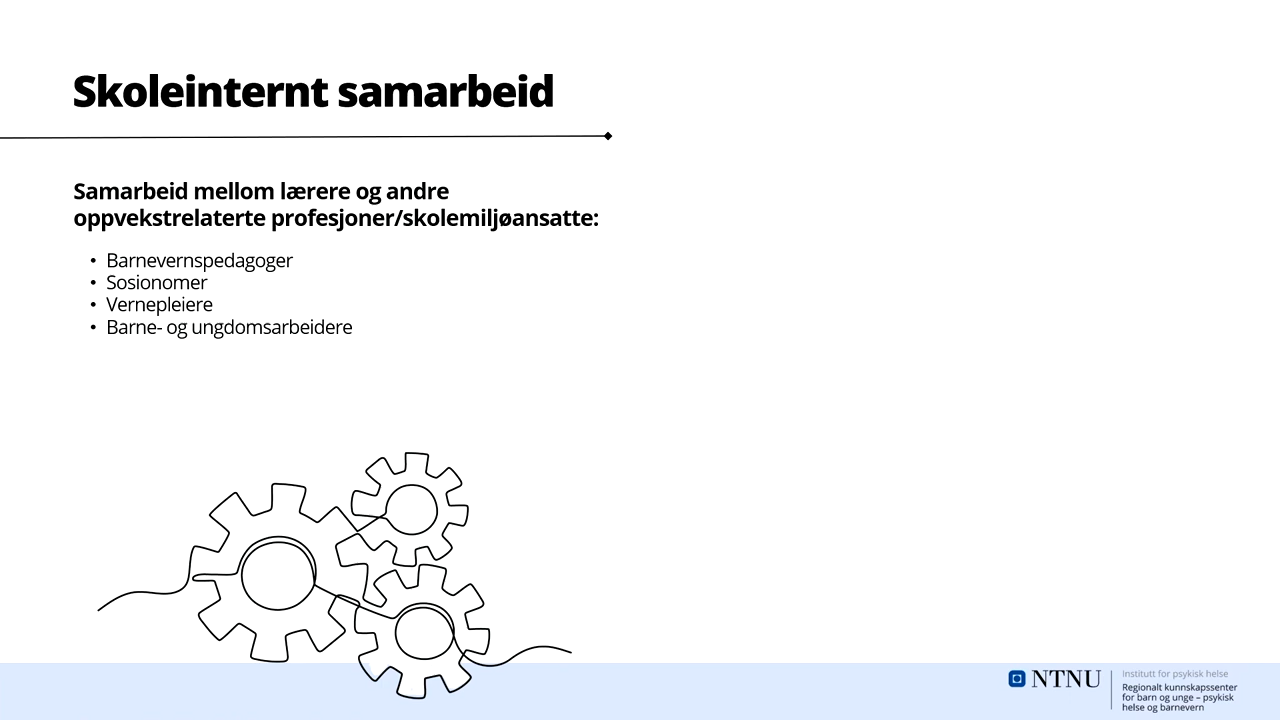 Skoleinternt samarbeid
Samarbeid mellom lærere og andre
oppvekstrelaterte profesjoner/skolemiljøansatte:
• Barnevernspedagoger
• Sosionomer
• Vernepleiere
• Barne- og ungdomsarbeidere
NTNU
Institutt for psykisk helse
Regionalt kunnskapssenter
for barn og unge – psykisk
helse og barnevern